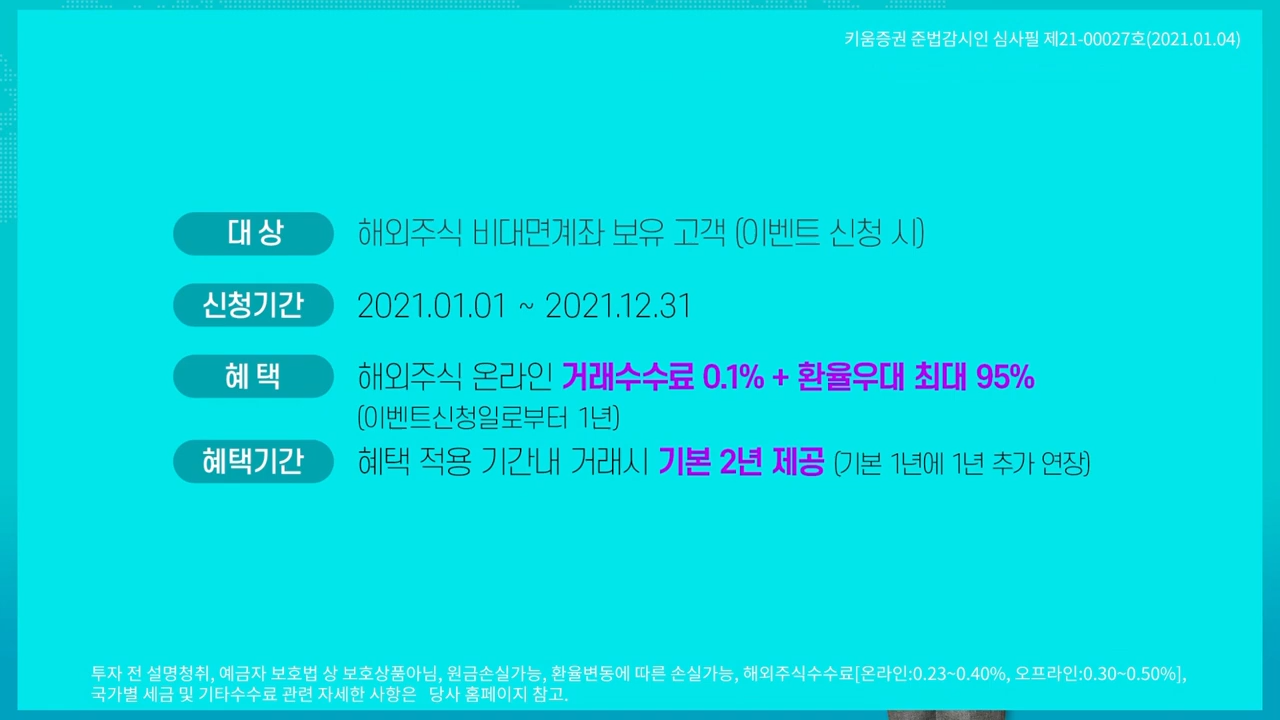 키움증권 준법감시인 심사필 제21-00027호(2021.01.04)
대 상 해외주식 비대면계좌 보유 고객 (이벤트 신청 시)
신청기간 2021.01.01 ~ 2021.12.31
혜 택 해외주식 온라인 거래수수료 0.1% + 환율우대 최대 95%
(이벤트신청일로부터 1년)
혜택기간 혜택 적용 기간내 거래시 기본 2년 제공 (기본 1년에 1년 추가 연장)
투자 전 설명청취, 예금자 보호법 상 보호상품아님, 원금손실가능, 환율변동에 따른 손실가능, 해외주식수수료[온라인:0.23~0.40%, 오프라인:0.30~0.50%],
국가별 세금 및 기타수수료 관련 자세한 사항은 당사 홈페이지 참고.